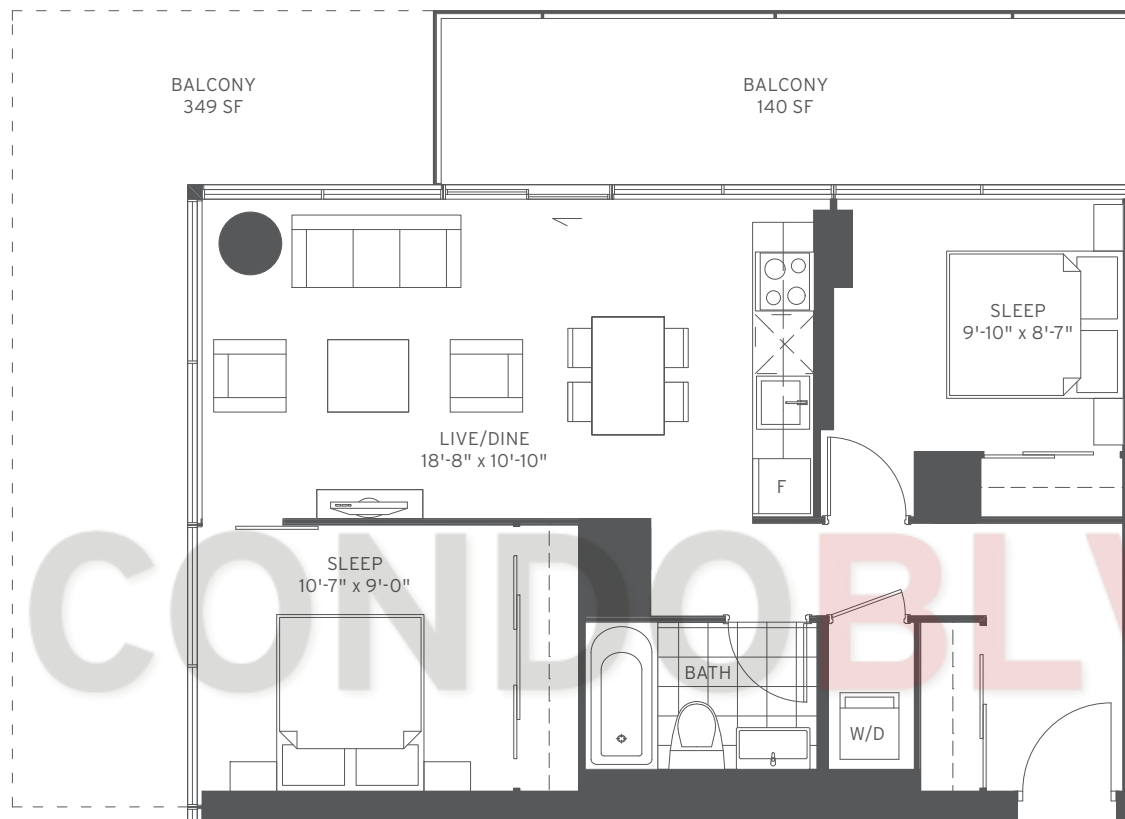 BALCONY
349 SF
BALCONY
140 SF
SLEEP
9'-10" x 8'-7"
LIVE/DINE
18'-8" x 10'-10"
F
SLEEP
10'-7" x 9'-0"
CONDOBLV
BATH
W/D